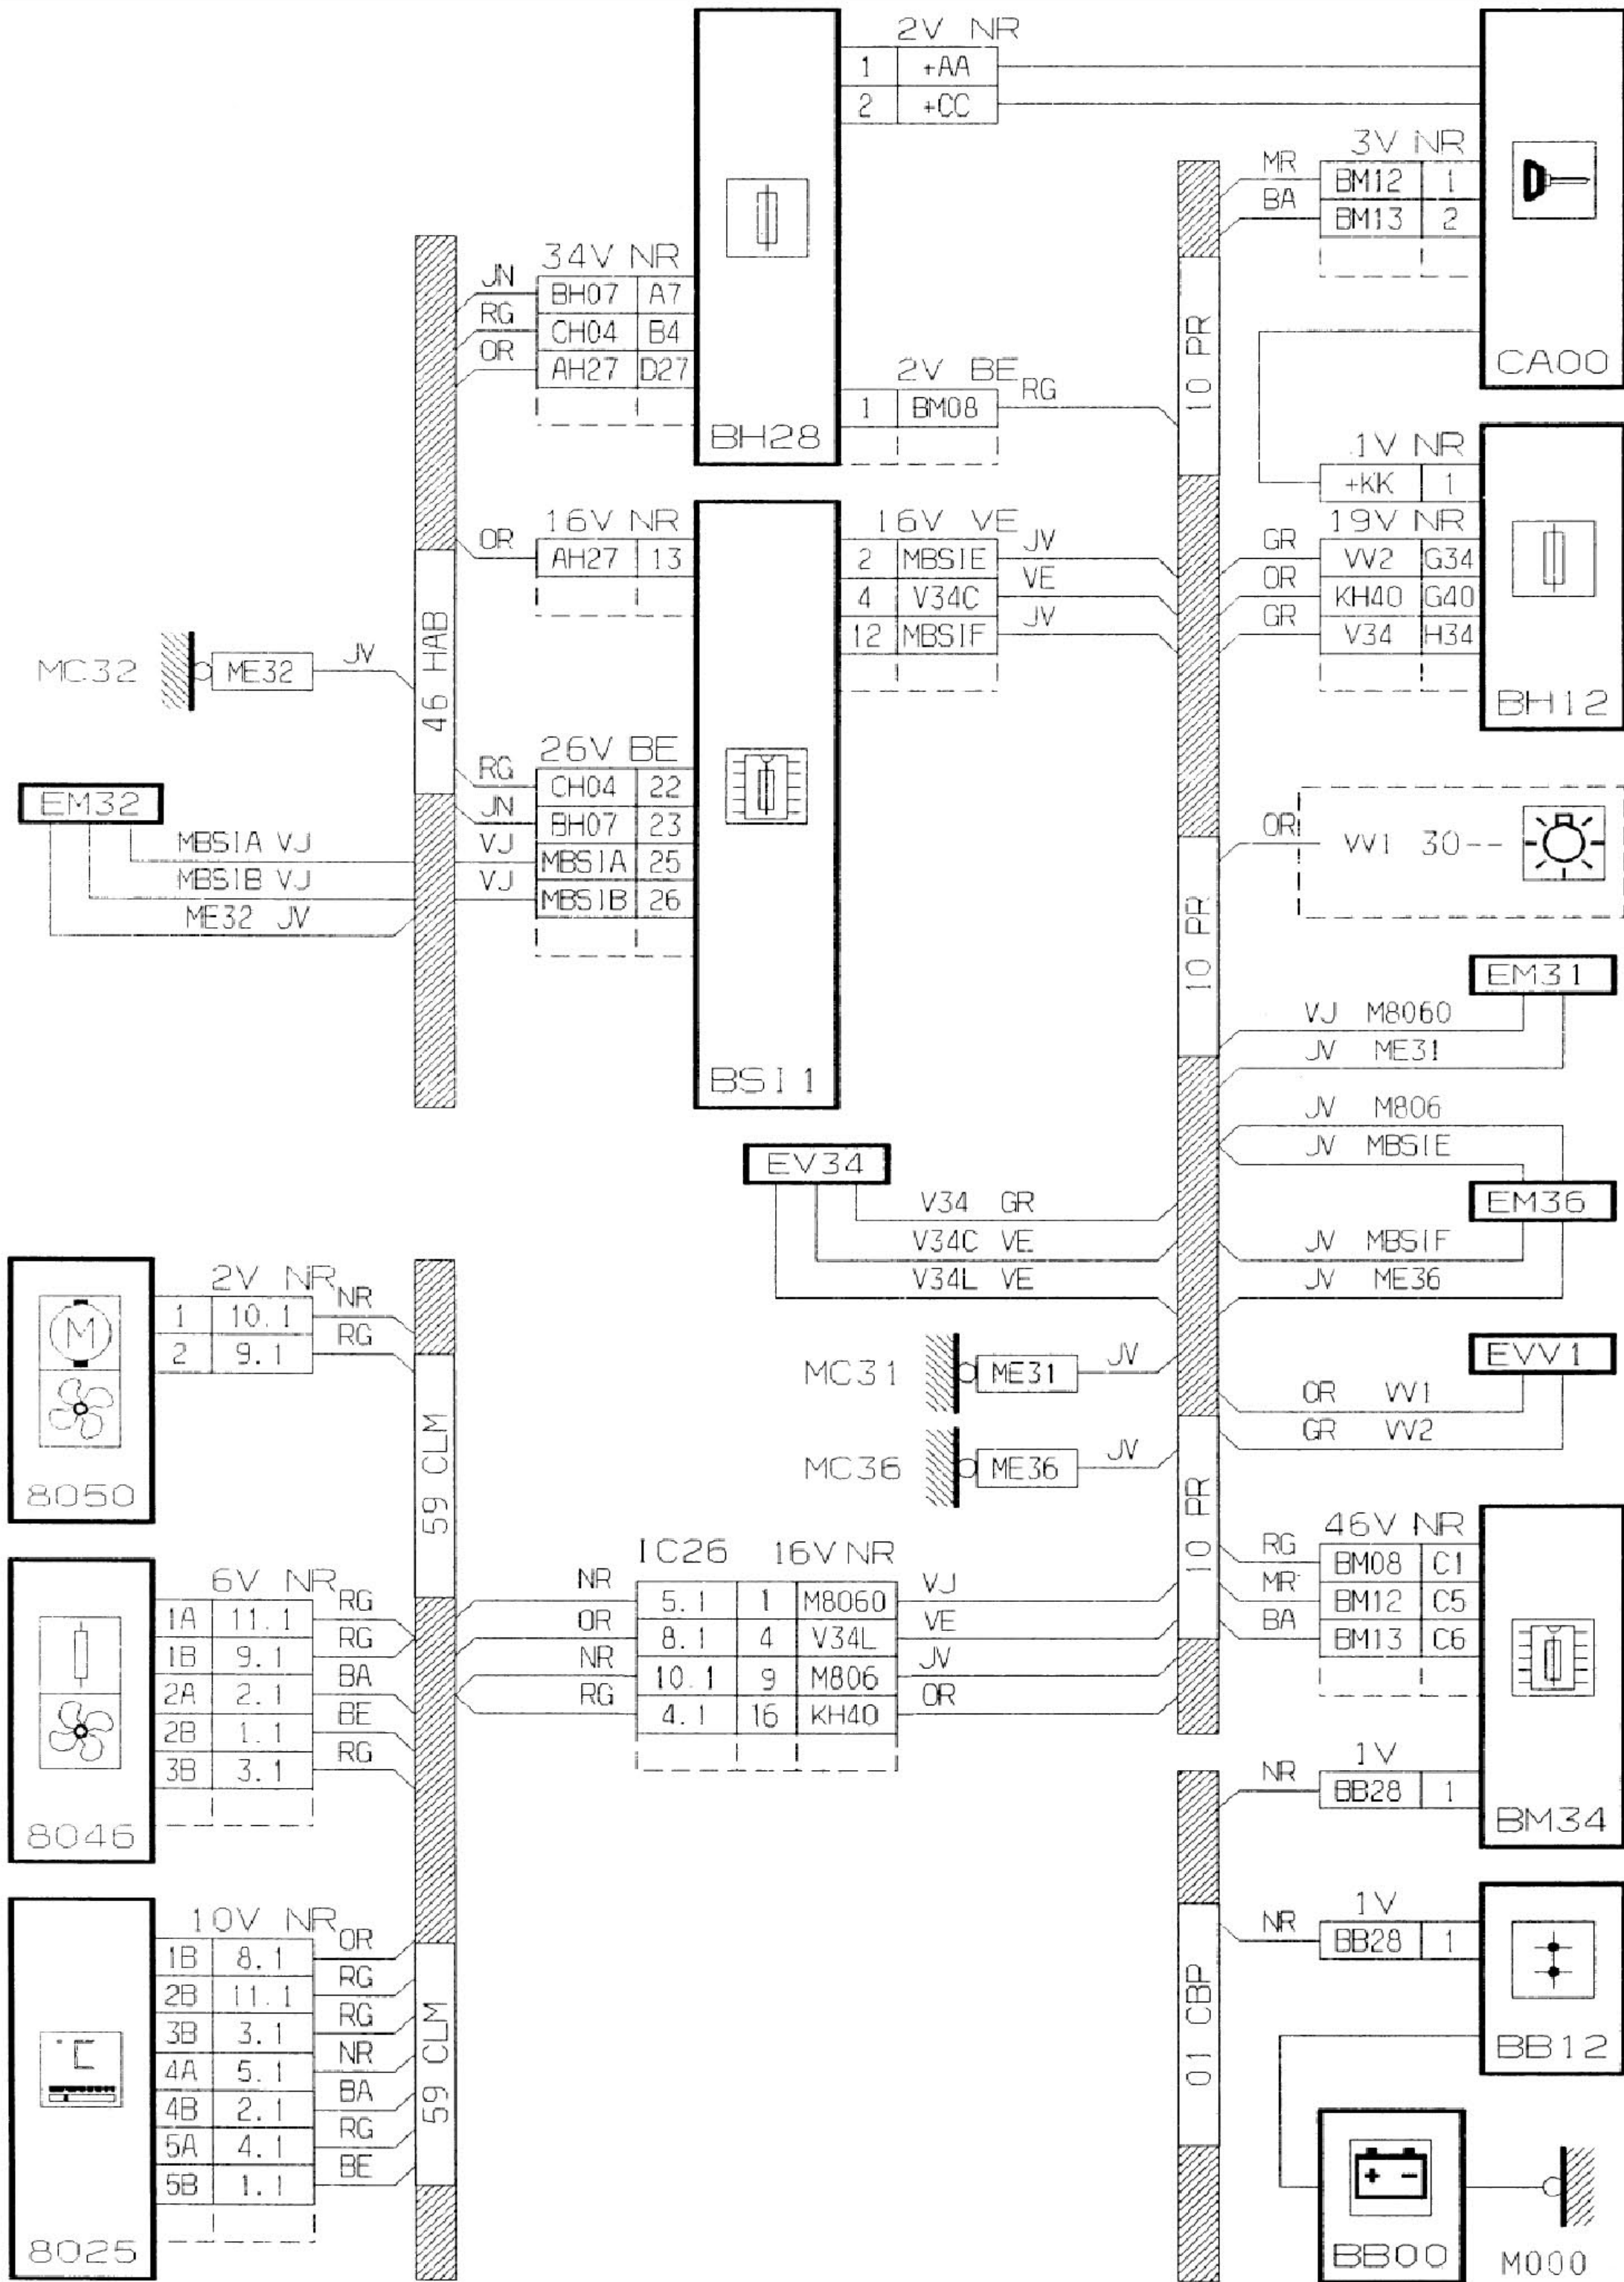 2V NR
1 +AA
2 +CC
3V NR
MR BM12 1
BA BM13 2
CA00
34V NR
JN BH07 A7
RG CH04 B4
OR AH27 D27
BH28
2V BE
1 BM08 RG
10 PR
1V NR
+KK 1
19V NR
GR VV2 G34
OR KH40 G40
GR V34 H34
BH12
16V NR
OR AH27 13
16V VE
2 MBSIE JV
4 V34C VE
12 MBSIF JV
46 HAB
MC32 ME32 JV
26V BE
RG CH04 22
JN BH07 23
VJ MBSIA 25
VJ MBSIB 26
BSI1
EM32
MBSIA VJ
MBSIB VJ
ME32 JV
OR VV1 30--
10 PR
EM31
VJ M8060
JV ME31
JV M806
JV MBSIE
EM36
JV MBSIF
JV ME36
EV34
V34 GR
V34C VE
V34L VE
MC31 ME31 JV
MC36 ME36 JV
EVV1
OR VV1
GR VV2
2V NR
1 10.1 NR
2 9.1 RG
8050
59 CLM
6V NR
1A 11.1 RG
1B 9.1 RG
2A 2.1 BA
2B 1.1 BE
3B 3.1 RG
8046
IC26 16V NR
NR 5.1 1 M8060 VJ
OR 8.1 4 V34L VE
NR 10.1 9 M806 JV
RG 4.1 16 KH40 OR
10 PR
46V NR
RG BM08 C1
MR BM12 C5
BA BM13 C6
1V
NR BB28 1
BM34
10V NR
1B 8.1 OR
2B 11.1 RG
3B 3.1 RG
4A 5.1 NR
4B 2.1 BA
5A 4.1 RG
5B 1.1 BE
°C
8025
59 CLM
01 CBP
1V
NR BB28 1
BB12
+ -
BB00
M000
M